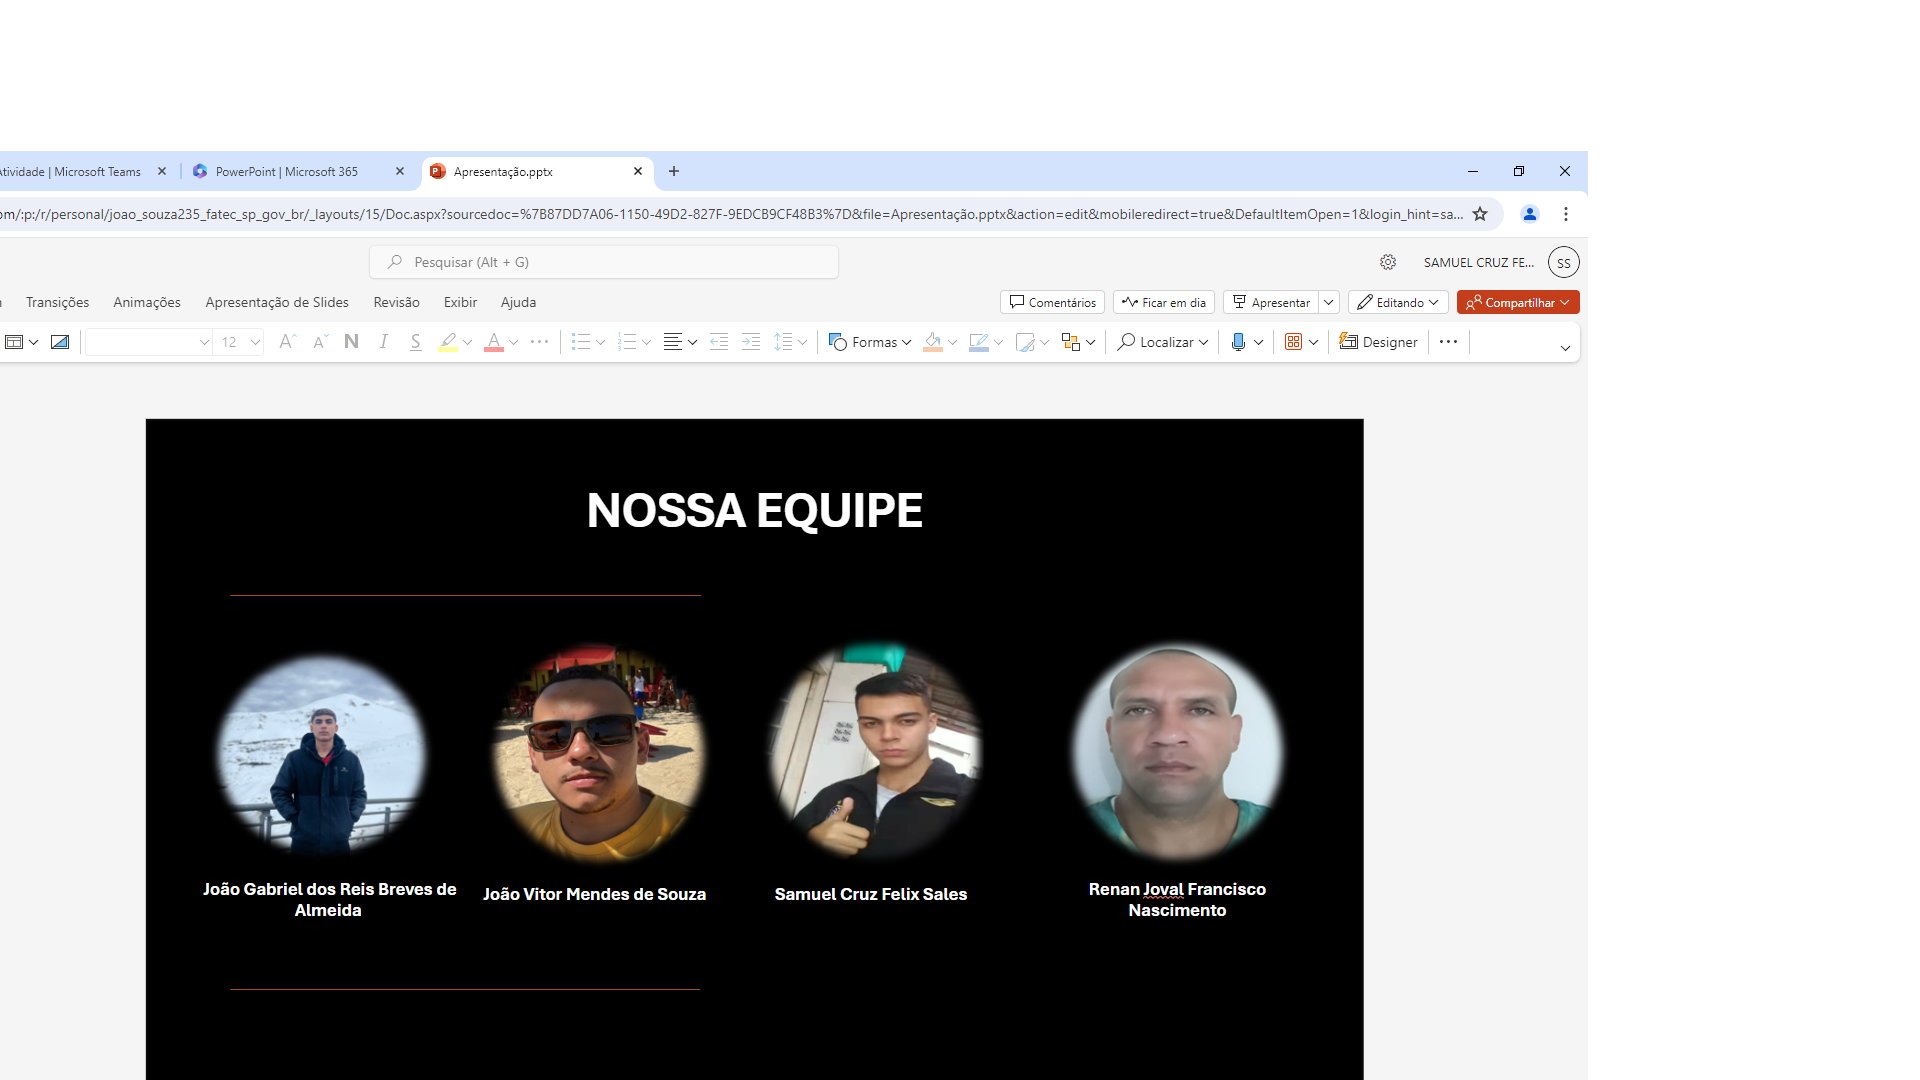 Atividade | Microsoft Teams
PowerPoint | Microsoft 365
Apresentação.pptx
om/:p:/r/personal/joao_souza235_fatec_sp_gov_br/_layouts/15/Doc.aspx?sourcedoc=%7B87DD7A06-1150-49D2-827F-9EDCB9CF48B3%7D&file=Apresentação.pptx&action=edit&mobileredirect=true&DefaultItemOpen=1&login_hint=sa...
Pesquisar (Alt + G)
SAMUEL CRUZ FE...
SS
Transições
Animações
Apresentação de Slides
Revisão
Exibir
Ajuda
Comentários
Ficar em dia
Apresentar
Editando
Compartilhar
12
A
A
N
I
S
A
Formas
Localizar
Designer
NOSSA EQUIPE
João Gabriel dos Reis Breves de
Almeida
João Vitor Mendes de Souza
Samuel Cruz Felix Sales
Renan Joval Francisco
Nascimento